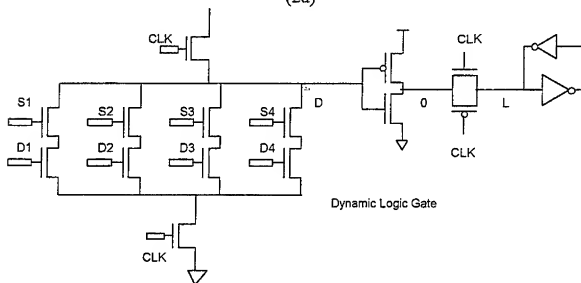 (2a)
CLK
CLK
S1 S2 S3 S4 D 0 L
D1 D2 D3 D4
CLK
Dynamic Logic Gate
CLK